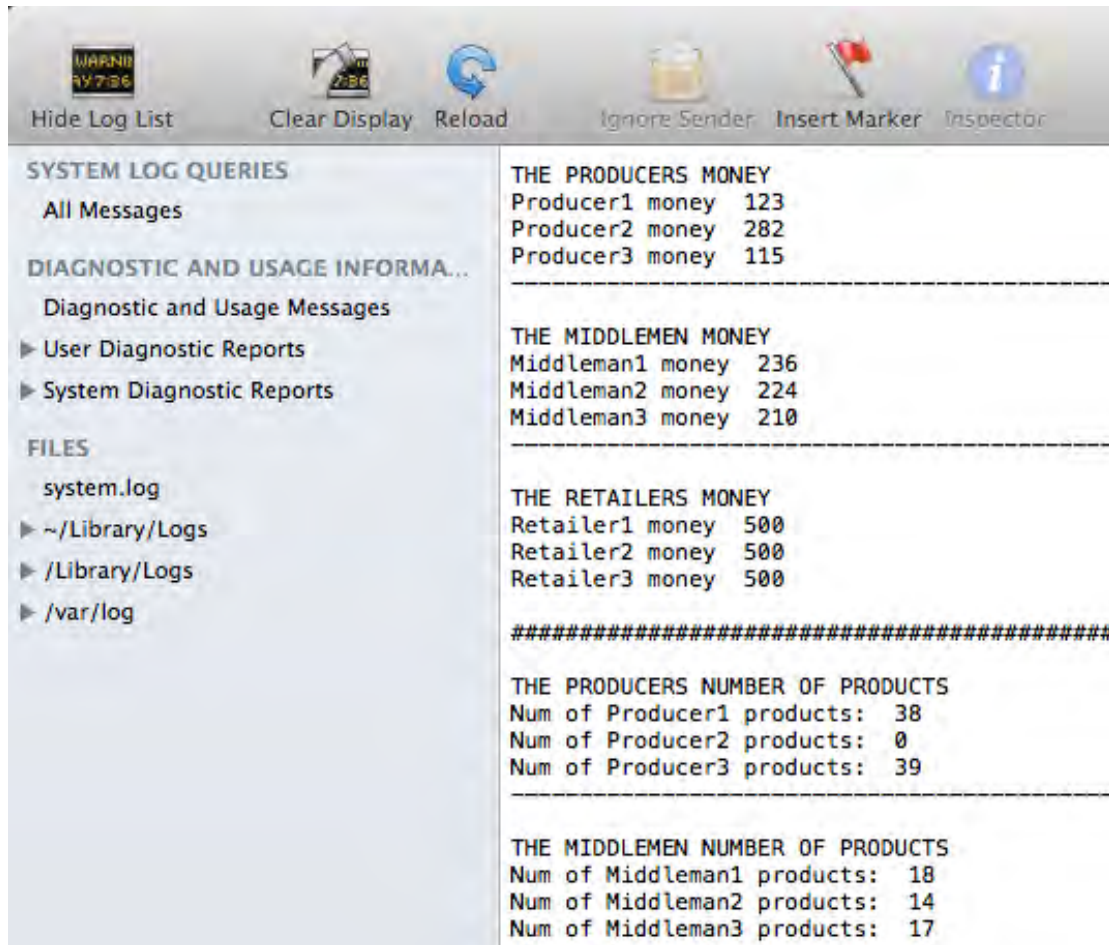 WARNIN
AY 7:36
7:36
Hide Log List
Clear Display
Reload
Ignore Sender
Insert Marker
Inspector
SYSTEM LOG QUERIES
All Messages
DIAGNOSTIC AND USAGE INFORMA...
Diagnostic and Usage Messages
User Diagnostic Reports
System Diagnostic Reports
FILES
system.log
~/Library/Logs
/Library/Logs
/var/log
THE PRODUCERS MONEY
Producer1 money 123
Producer2 money 282
Producer3 money 115
--------------------------------------------
THE MIDDLEMEN MONEY
Middleman1 money 236
Middleman2 money 224
Middleman3 money 210
--------------------------------------------
THE RETAILERS MONEY
Retailer1 money 500
Retailer2 money 500
Retailer3 money 500
############################################
THE PRODUCERS NUMBER OF PRODUCTS
Num of Producer1 products: 38
Num of Producer2 products: 0
Num of Producer3 products: 39
--------------------------------------------
THE MIDDLEMEN NUMBER OF PRODUCTS
Num of Middleman1 products: 18
Num of Middleman2 products: 14
Num of Middleman3 products: 17